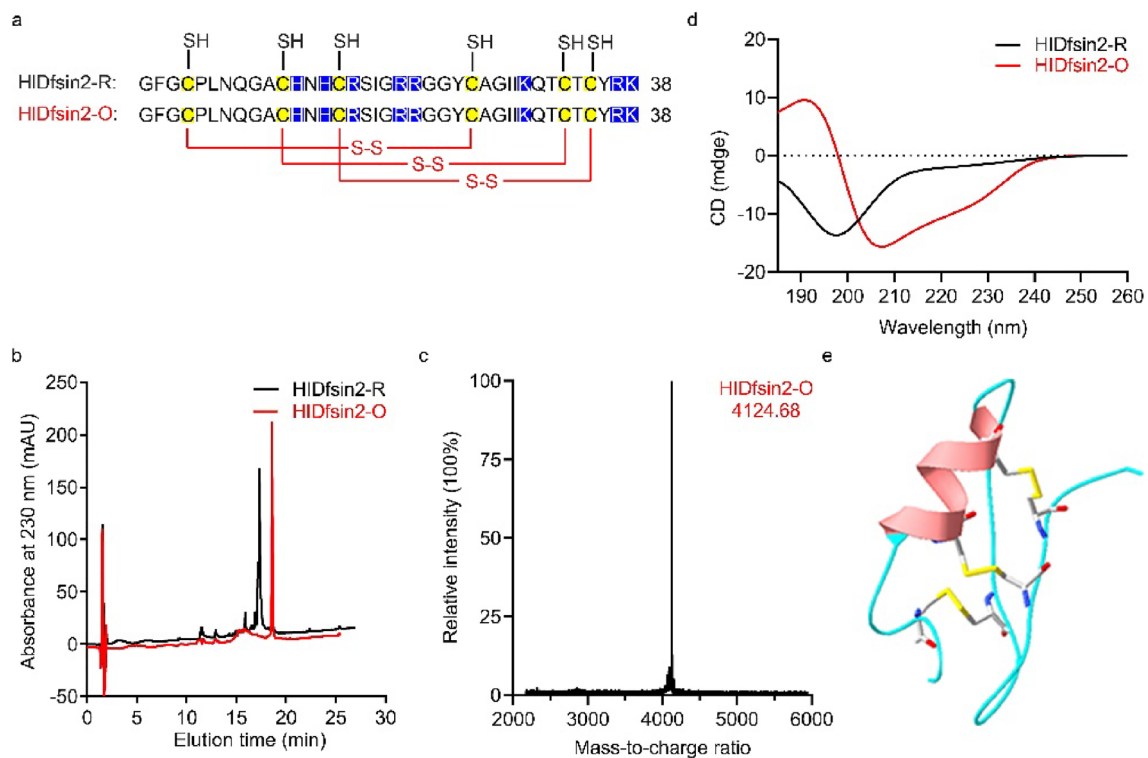 a
SH SH SH SH SH SH
HIDfsin2-R: GFGCPLNQGACHNHCRSIGRRGGYCAGIIKQTCTCYRK 38
HIDfsin2-O: GFGCPLNQGACHNHCRSIGRRGGYCAGIIKQTCTCYRK 38
S-S
S-S
S-S
d
HIDfsin2-R
HIDfsin2-O
20
10
0
-10
-20
CD (mdge)
190 200 210 220 230 240 250 260
Wavelength (nm)
b
HIDfsin2-R
HIDfsin2-O
250
200
150
100
50
0
-50
Absorbance at 230 nm (mAU)
0 5 10 15 20 25 30
Elution time (min)
c
HIDfsin2-O
4124.68
100
75
50
25
0
Relative intensity (100%)
2000 3000 4000 5000 6000
Mass-to-charge ratio
e